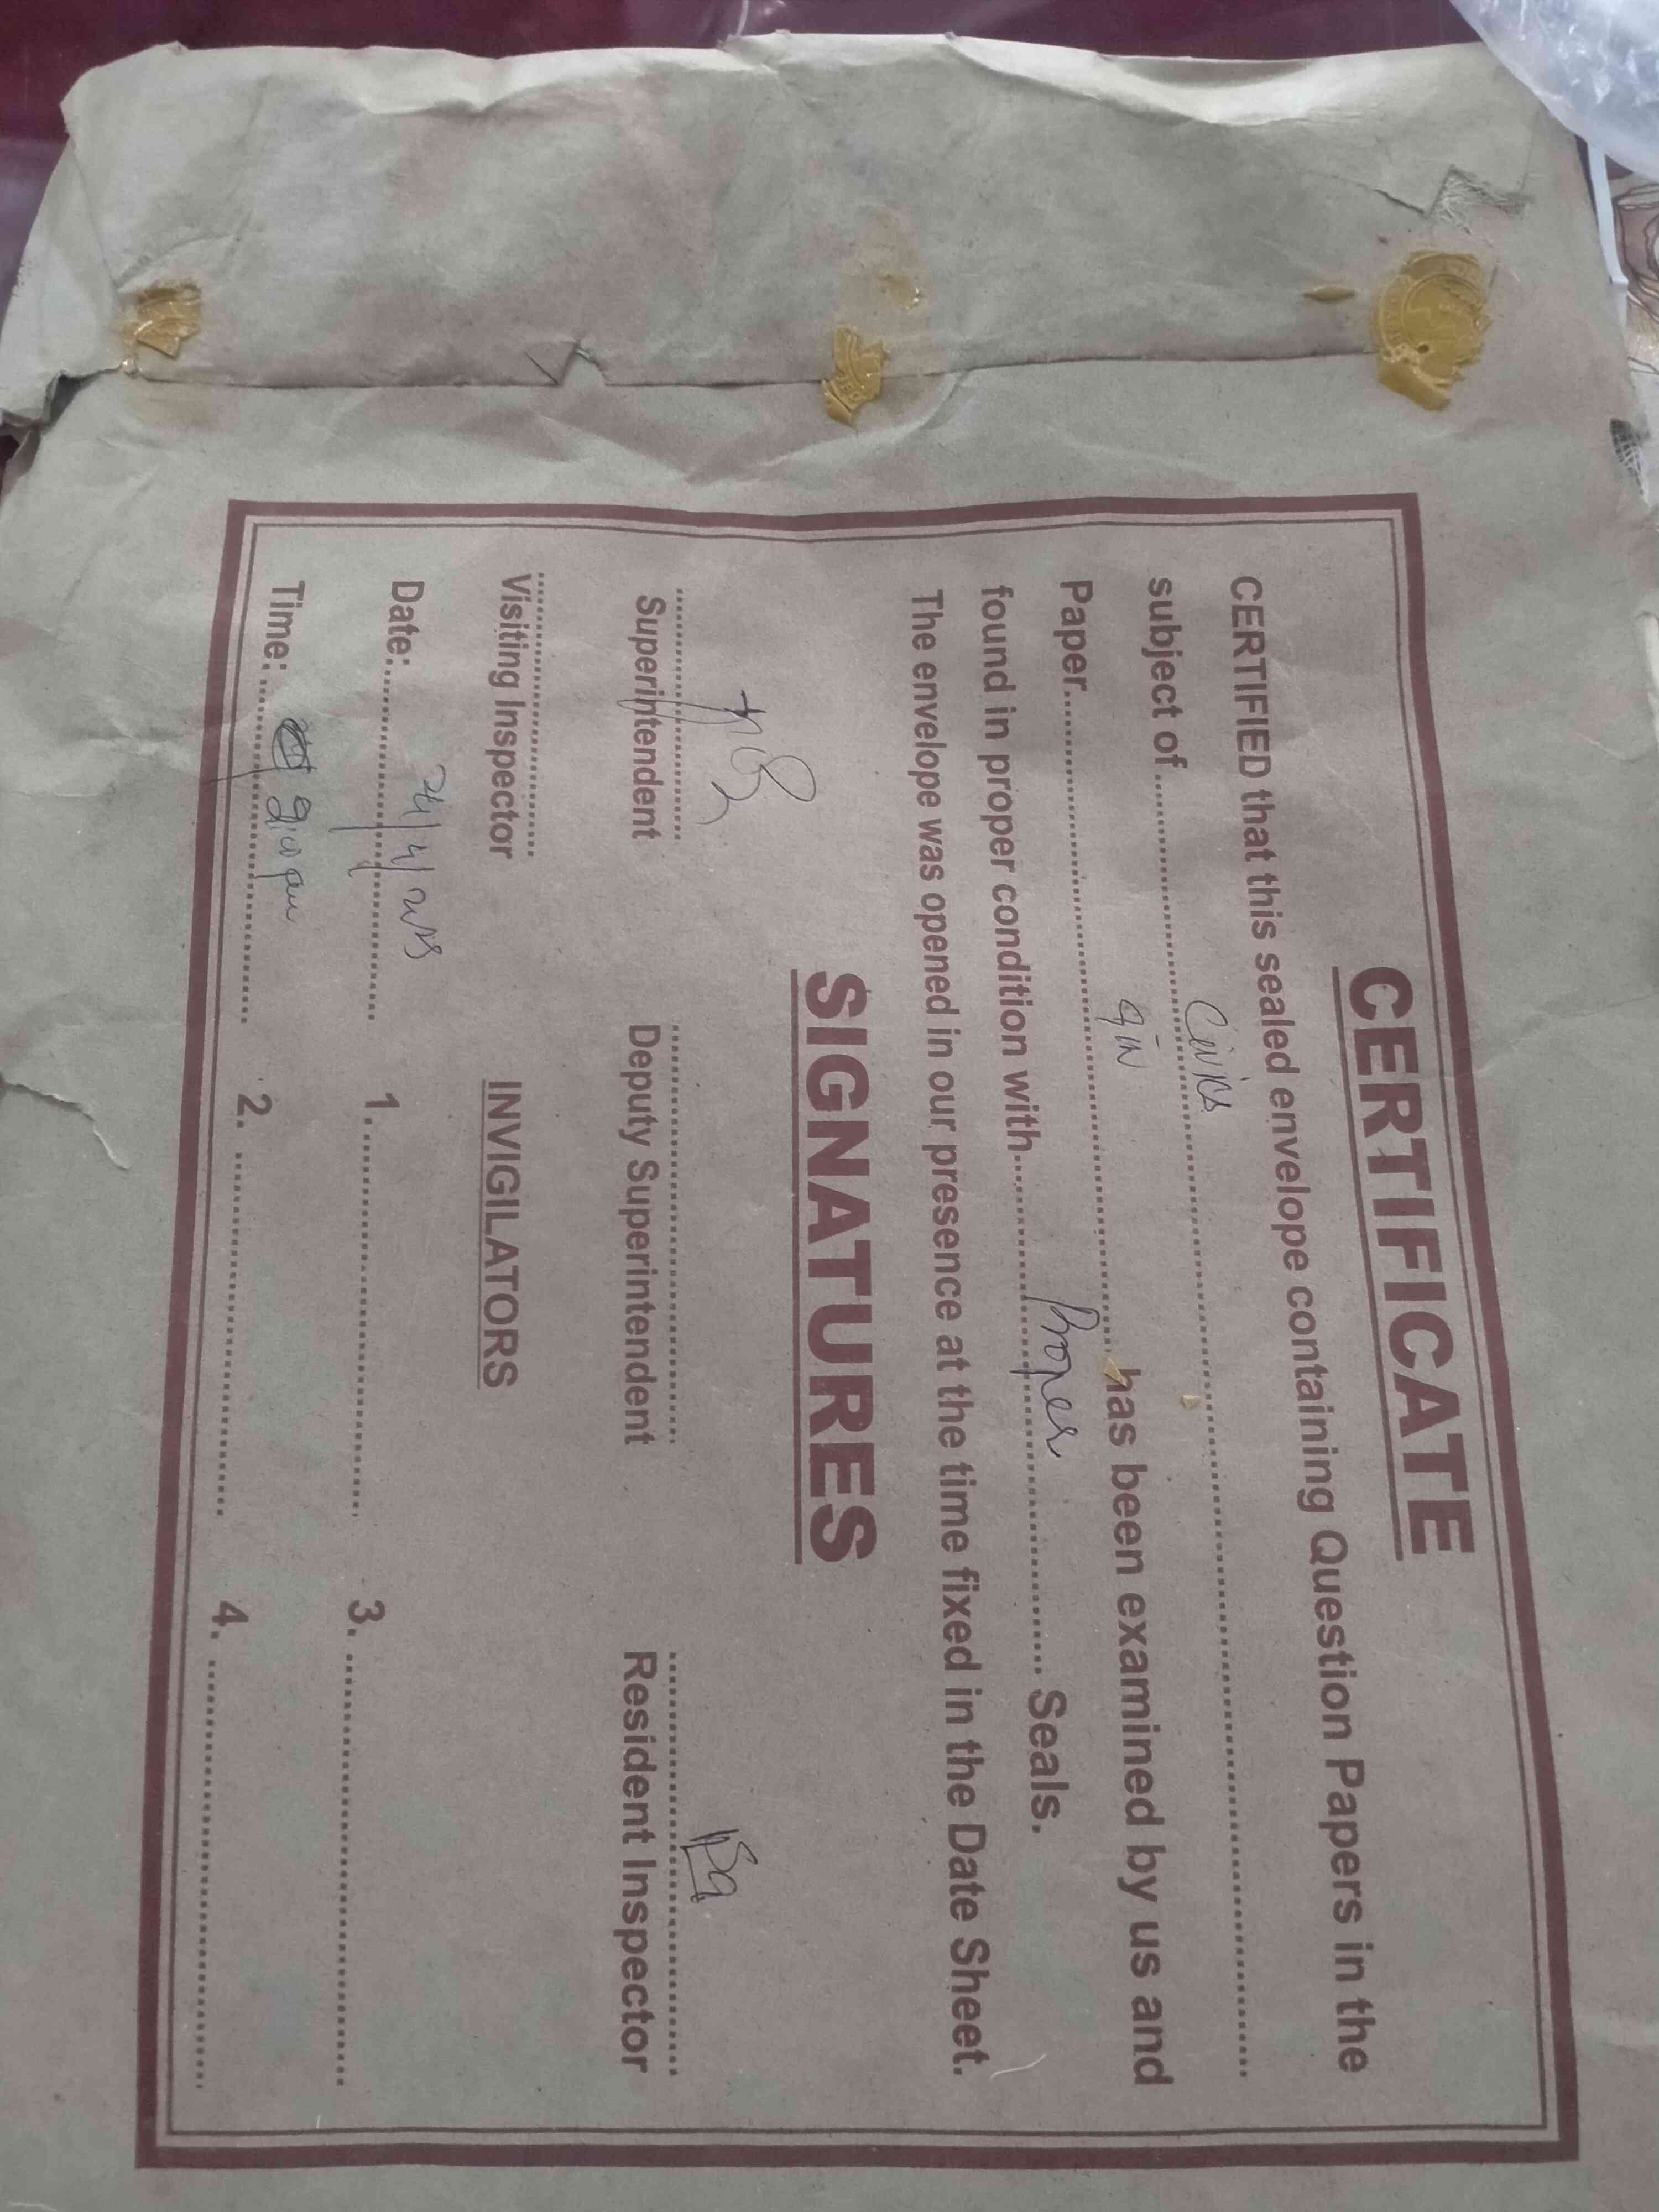 CERTIFICATE
CERTIFIED that this sealed envelope containing Question Papers in the
subject of.......... Civics ..........
Paper.......... .......... has been examined by us and
found in proper condition with.......... Proper .......... Seals.
The envelope was opened in our presence at the time fixed in the Date Sheet.
SIGNATURES
Superintendent Deputy Superintendent Resident Inspector
Visiting Inspector
INVIGILATORS
Date:.......... 1. .......... 3. ..........
Time:.......... 2. .......... 4. ..........